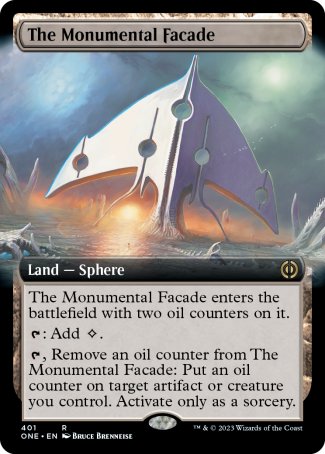 The Monumental Facade
Land — Sphere
The Monumental Facade enters the
battlefield with two oil counters on it.
: Add .
, Remove an oil counter from The
Monumental Facade: Put an oil
counter on target artifact or creature
you control. Activate only as a sorcery.
401 R
ONE • EN Bruce Brenneise
™ & © 2023 Wizards of the Coast